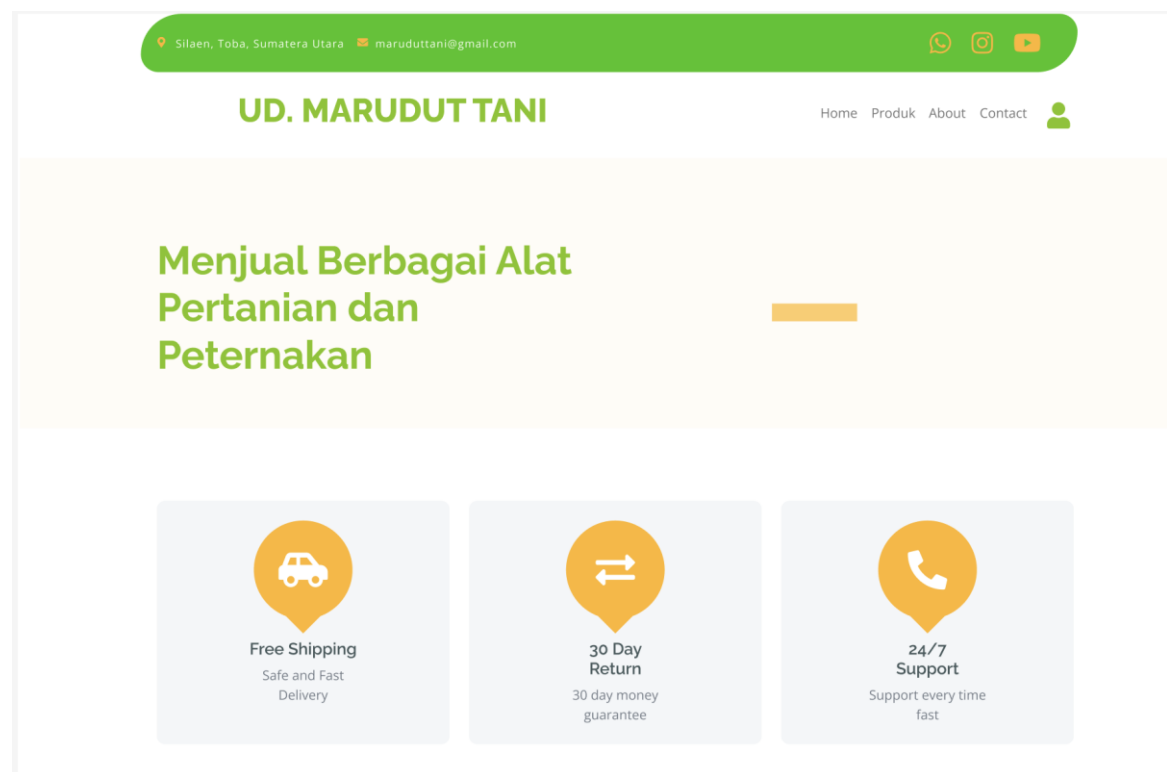 Silaen, Toba, Sumatera Utara maruduttani@gmail.com
UD. MARUDUT TANI
Home Produk About Contact
Menjual Berbagai Alat
Pertanian dan
Peternakan
Free Shipping
Safe and Fast
Delivery
30 Day
Return
30 day money
guarantee
24/7
Support
Support every time
fast